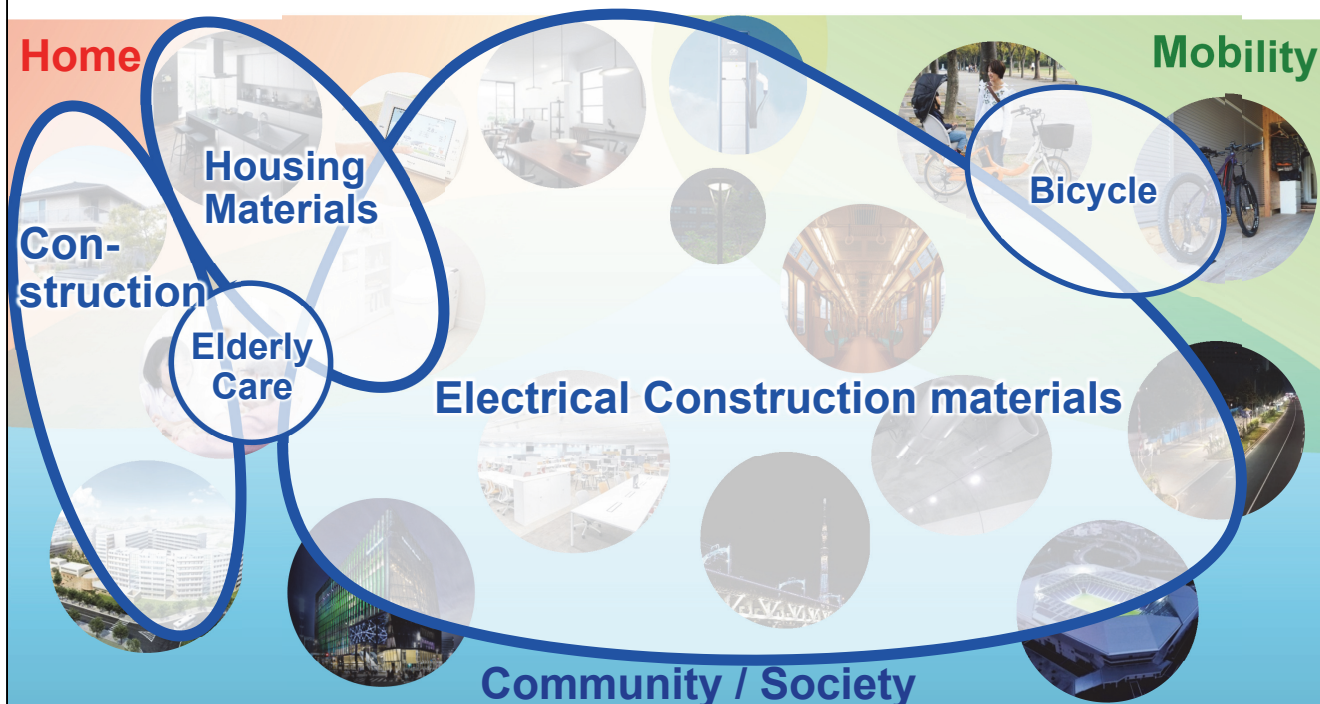 Home
Mobility
Housing
Materials
Bicycle
Con-
struction
Elderly
Care
Electrical Construction materials
Community / Society